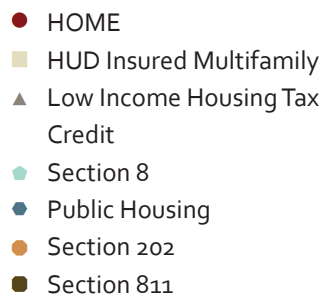 HOME
HUD Insured Multifamily
Low Income Housing Tax
Credit
Section 8
Public Housing
Section 202
Section 811